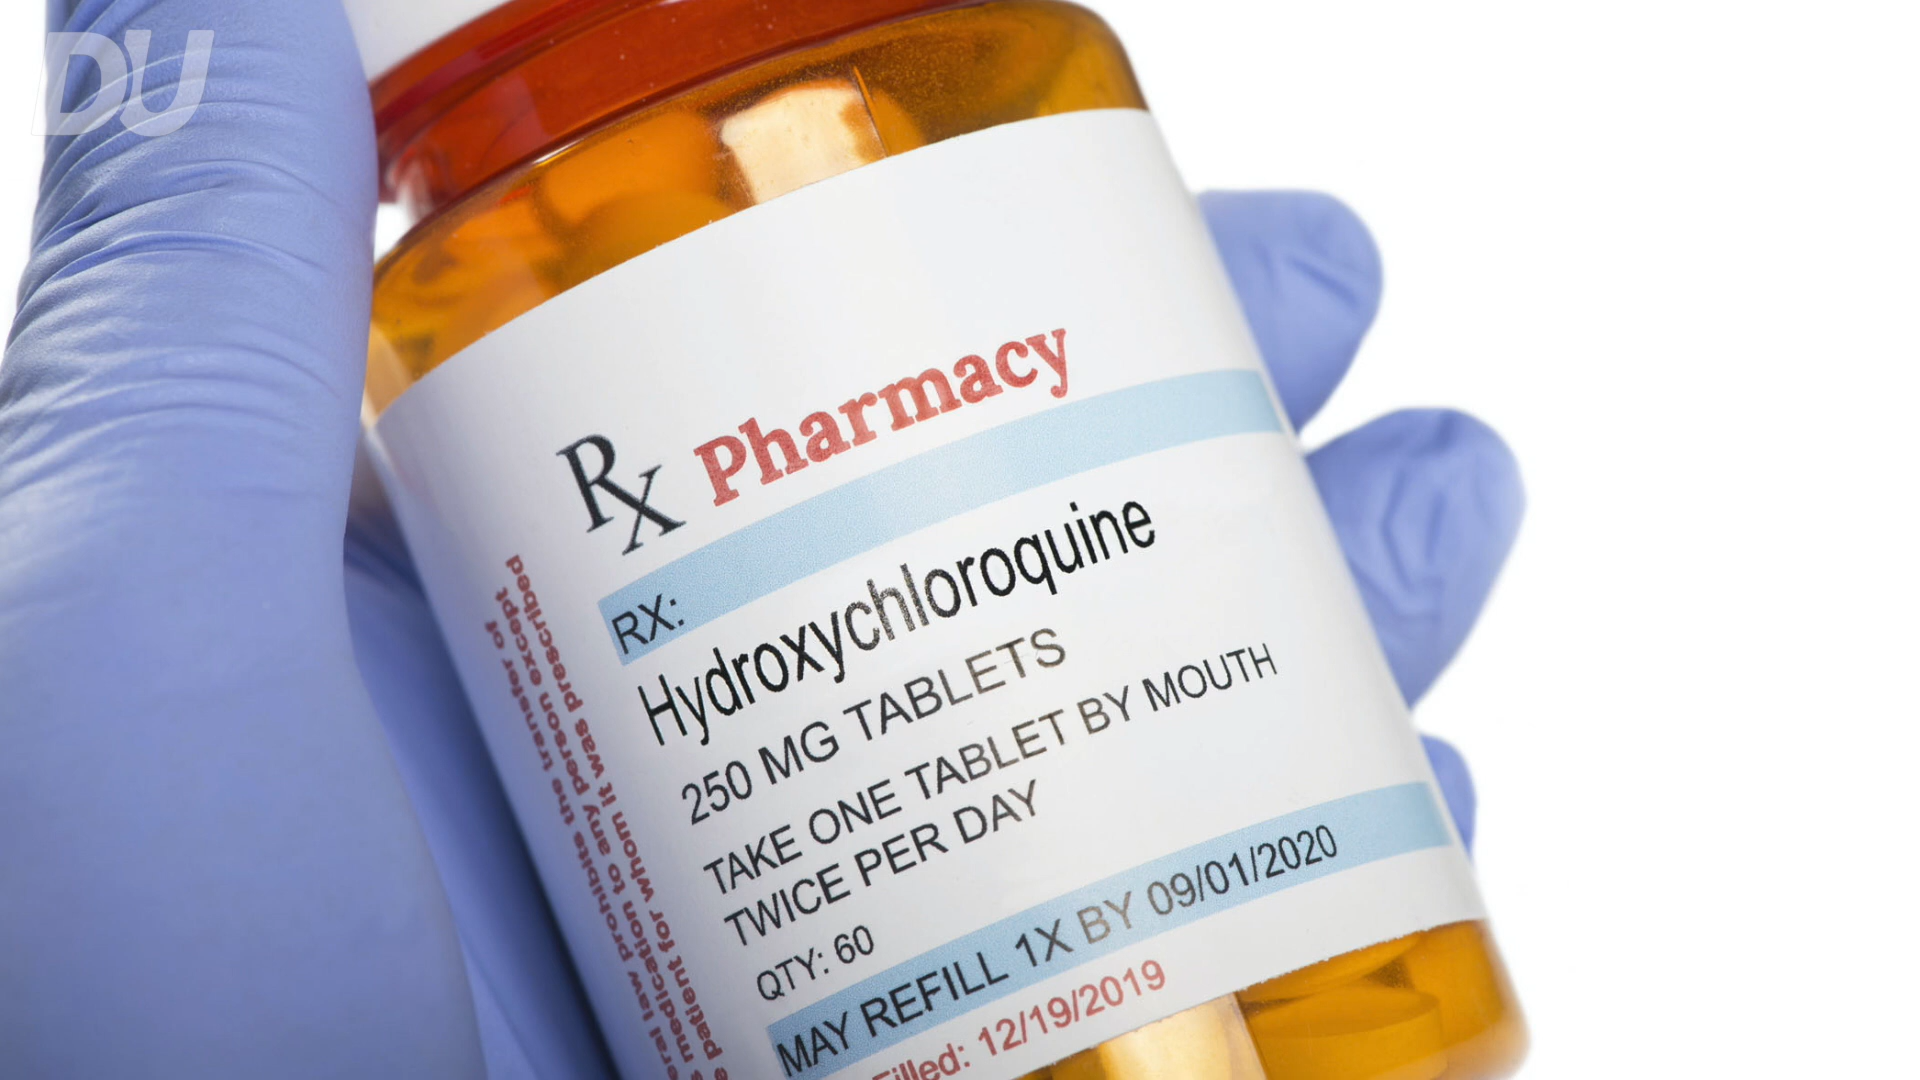 DU
Rx Pharmacy
RX:
Hydroxychloroquine
250 MG TABLETS
TAKE ONE TABLET BY MOUTH
TWICE PER DAY
QTY: 60
MAY REFILL 1X BY 09/01/2020
Filled: 12/19/2019
eral law prohibits the transfer of
s medication to any person except
e patient for whom it was prescribed